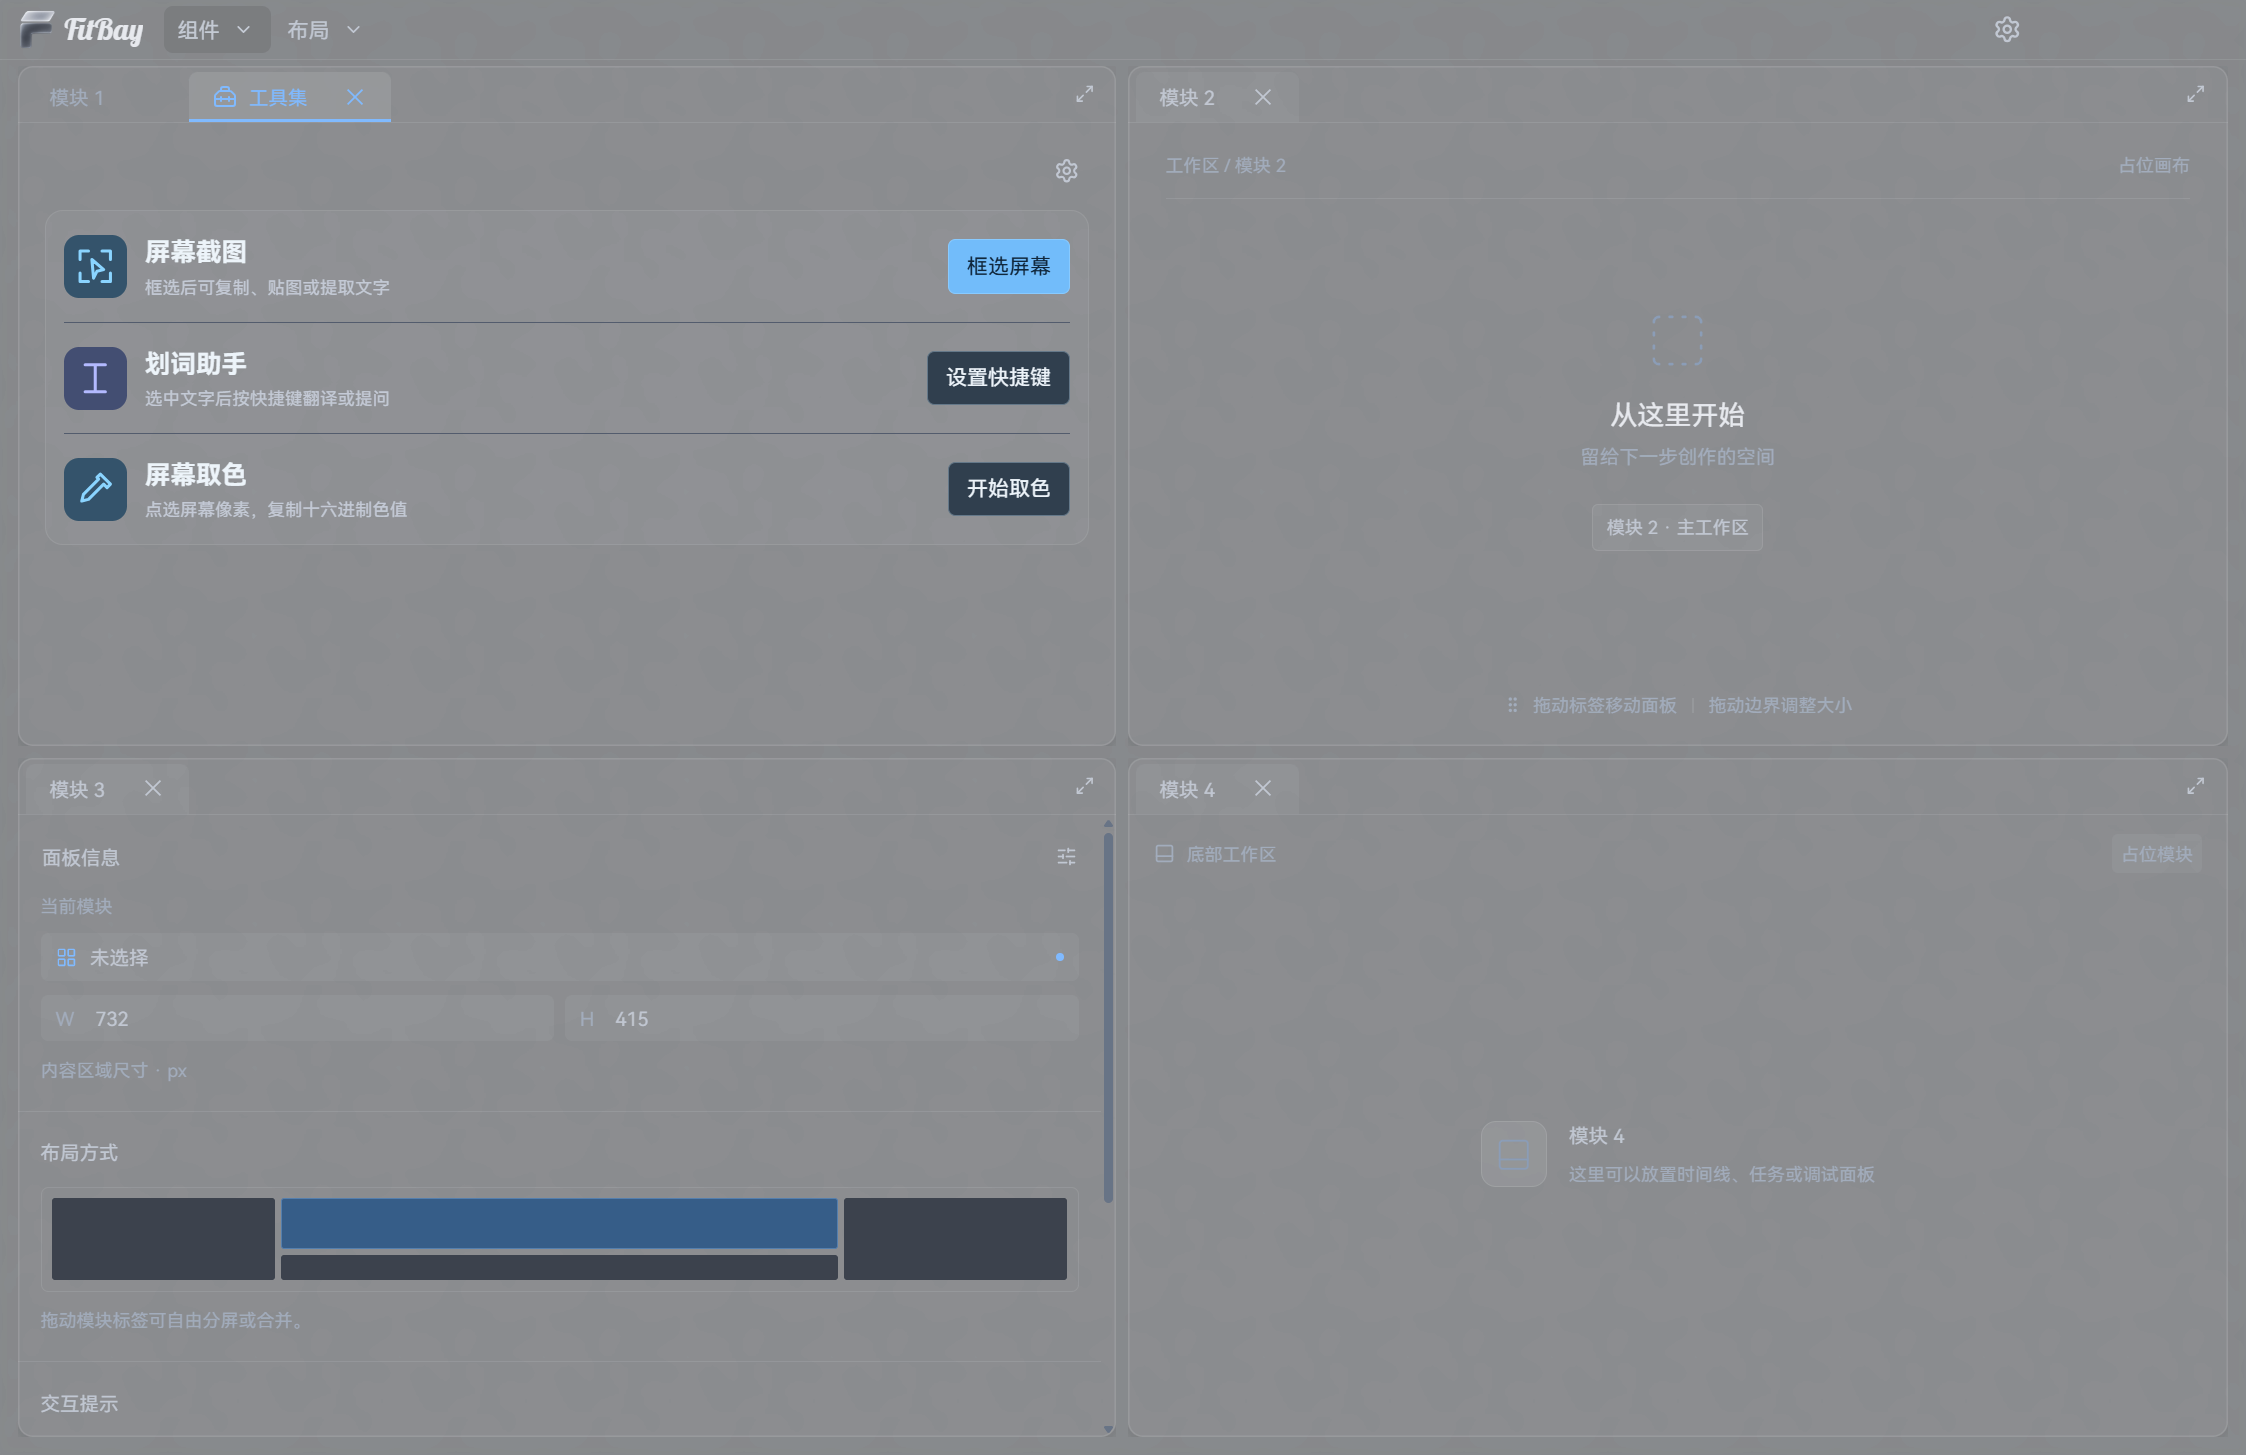 FitBay 组件 布局
模块 1 工具集
屏幕截图
框选后可复制、贴图或提取文字
框选屏幕
划词助手
选中文字后按快捷键翻译或提问
设置快捷键
屏幕取色
点选屏幕像素，复制十六进制色值
开始取色
模块 2
工作区 / 模块 2
占位画布
从这里开始
留给下一步创作的空间
模块 2 · 主工作区
拖动标签移动面板 | 拖动边界调整大小
模块 3
面板信息
当前模块
未选择
W 732 H 415
内容区域尺寸 · px
布局方式
拖动模块标签可自由分屏或合并。
交互提示
模块 4
底部工作区
占位模块
模块 4
这里可以放置时间线、任务或调试面板